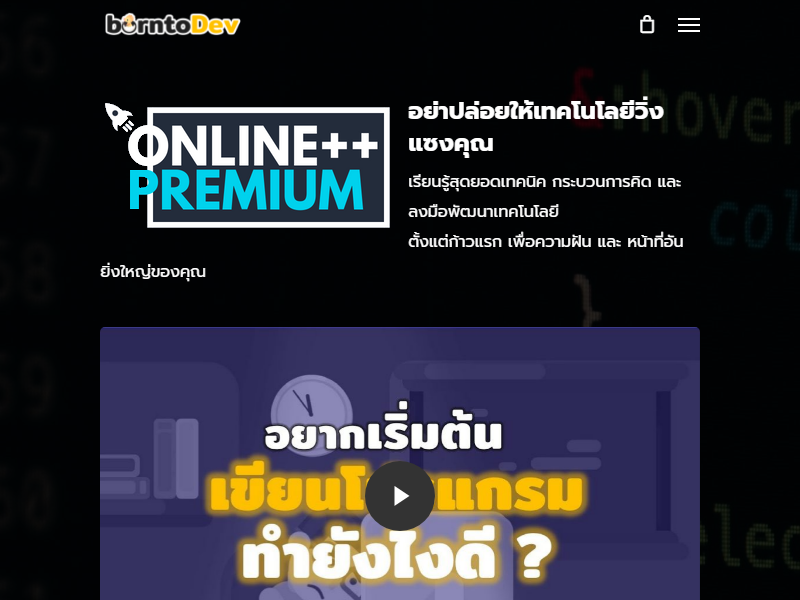 borntoDev
ONLINE++
PREMIUM
อย่าปล่อยให้เทคโนโลยีวิ่ง
แซงคุณ
เรียนรู้สุดยอดเทคนิค กระบวนการคิด และ
ลงมือพัฒนาเทคโนโลยี
ตั้งแต่ก้าวแรก เพื่อความฝัน และ หน้าที่อัน
ยิ่งใหญ่ของคุณ
&:hover
col
}
elec
อยากเริ่มต้น
แกรม
ทำยังไงดี ?